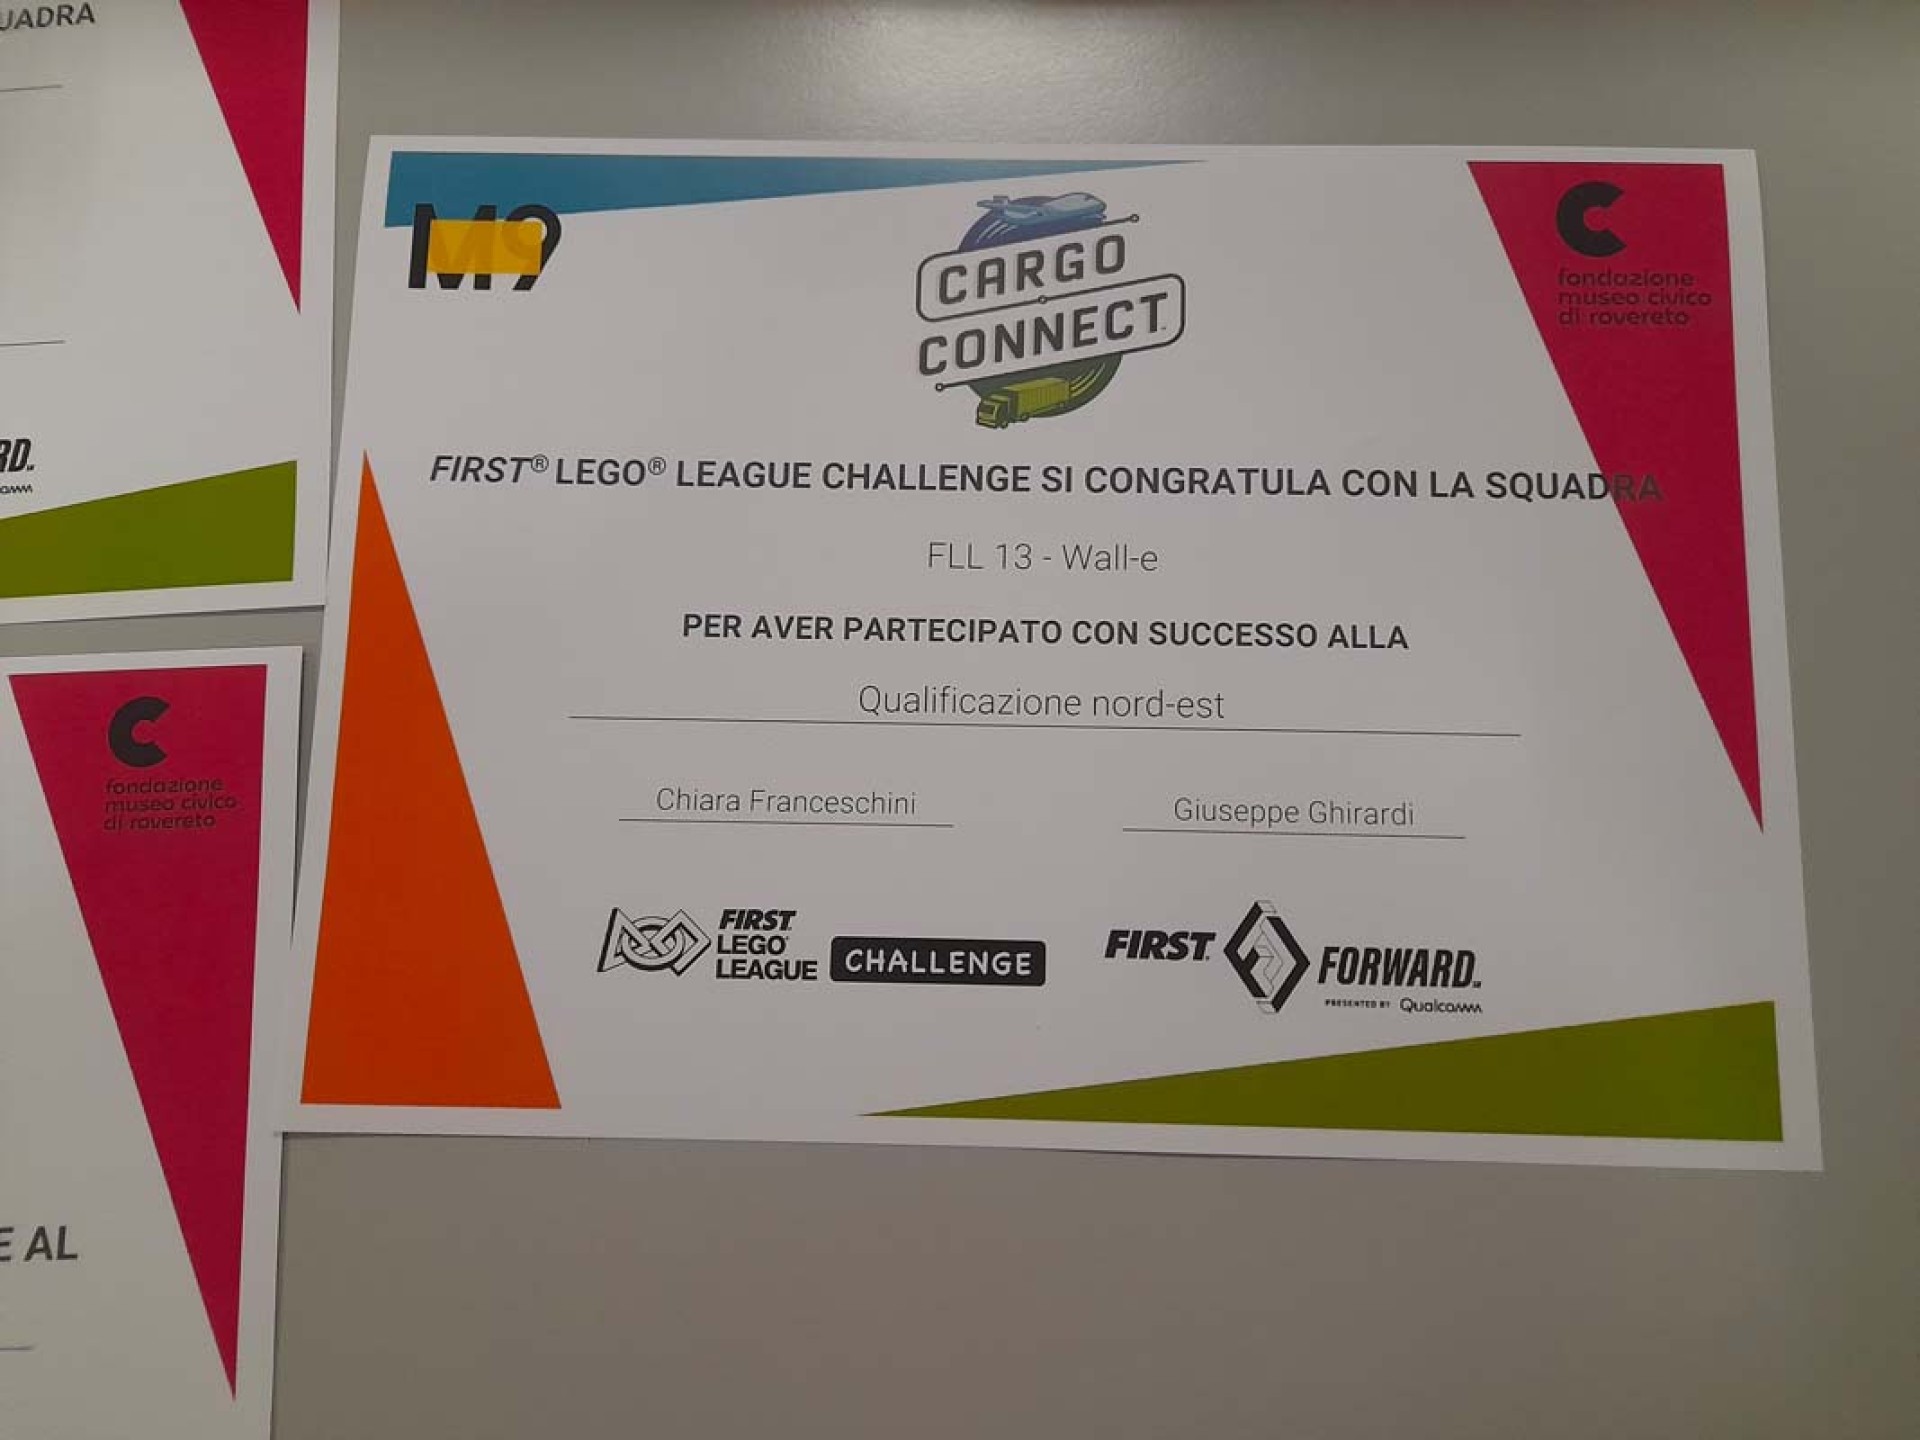 UADRA
RD.
E AL
fondazione
museo civico
di rovereto
M9
CARGO
CONNECT
fondazione
museo civico
di rovereto
FIRST® LEGO® LEAGUE CHALLENGE SI CONGRATULA CON LA SQUADRA
FLL 13 - Wall-e
PER AVER PARTECIPATO CON SUCCESSO ALLA
Qualificazione nord-est
Chiara Franceschini
Giuseppe Ghirardi
FIRST
LEGO
LEAGUE
CHALLENGE
FIRST
FORWARD
PRESENTED BY Qualcomm